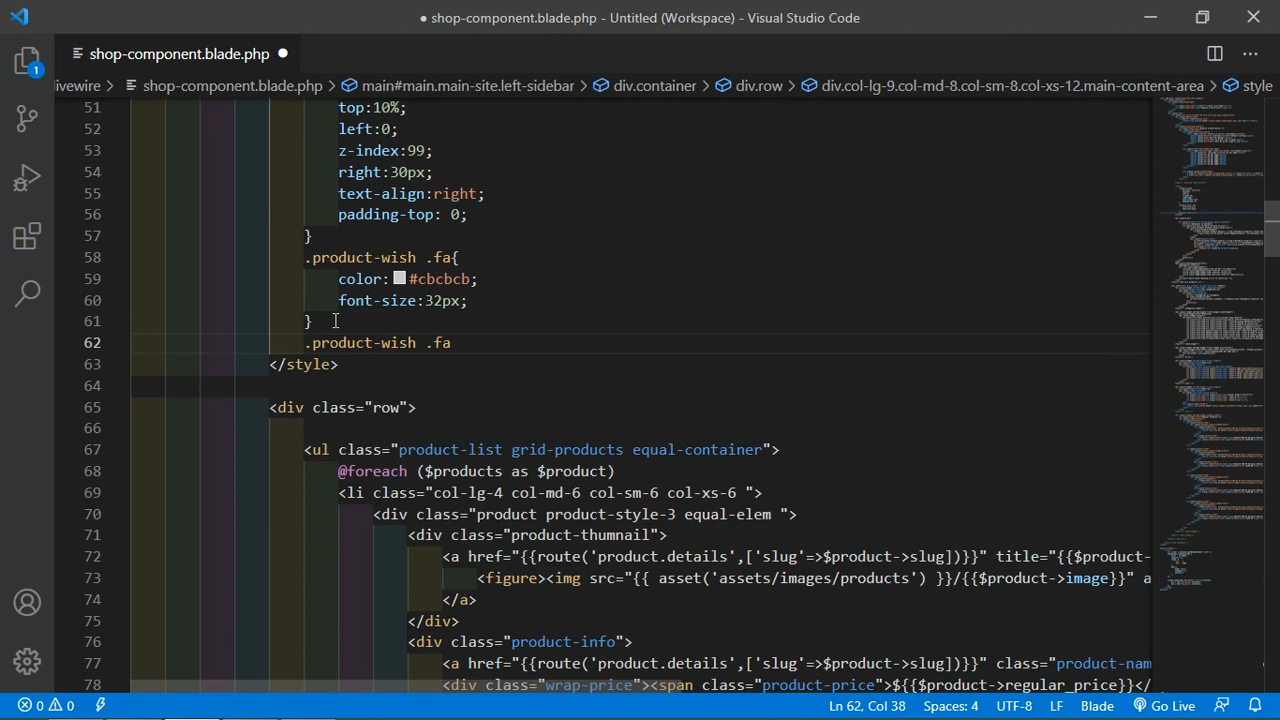 ● shop-component.blade.php - Untitled (Workspace) - Visual Studio Code
shop-component.blade.php
ivewire > shop-component.blade.php > main#main.main-site.left-sidebar > div.container > div.row > div.col-lg-9.col-md-8.col-sm-8.col-xs-12.main-content-area > style
1
51 top:10%;
52 left:0;
53 z-index:99;
54 right:30px;
55 text-align:right;
56 padding-top: 0;
57 }
58 .product-wish .fa{
59 color:#cbcbcb;
60 font-size:32px;
61 }
62 .product-wish .fa
63 </style>
64
65 <div class="row">
66
67 <ul class="product-list grid-products equal-container">
68 @foreach ($products as $product)
69 <li class="col-lg-4 col-md-6 col-sm-6 col-xs-6 ">
70 <div class="product product-style-3 equal-elem ">
71 <div class="product-thumnail">
72 <a href="{{route('product.details',['slug'=>$product->slug])}}" title="{{$product-
73 <figure><img src="{{ asset('assets/images/products') }}/{{$product->image}}" a
74 </a>
75 </div>
76 <div class="product-info">
77 <a href="{{route('product.details',['slug'=>$product->slug])}}" class="product-nam
78 <div class="wrap-price"><span class="product-price">${{$product->regular_price}}</
0 0 Ln 62, Col 38 Spaces: 4 UTF-8 LF Blade Go Live